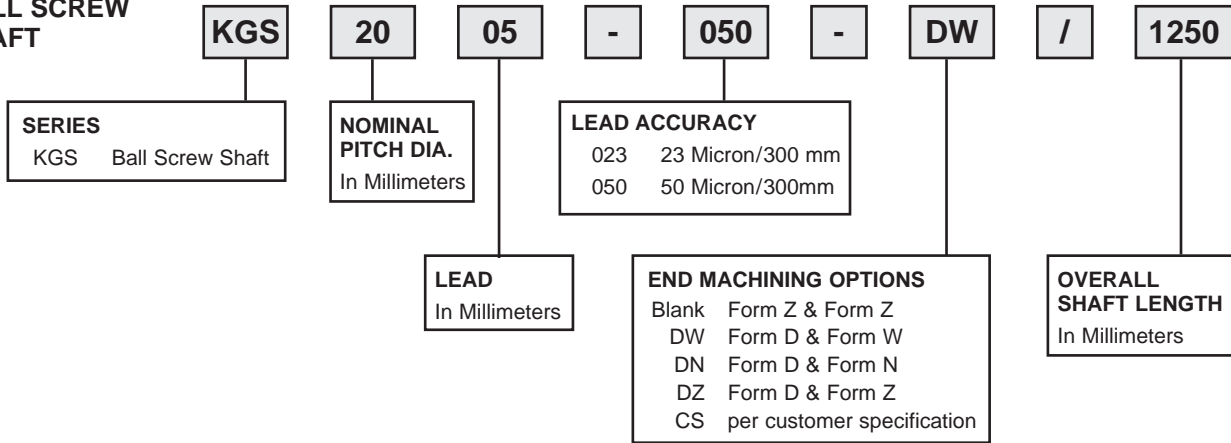 SCREW
KGS 20 05 - 050 - DW / 1250
SERIES
KGS Ball Screw Shaft
NOMINAL
PITCH DIA.
In Millimeters
LEAD ACCURACY
023 23 Micron/300 mm
050 50 Micron/300mm
LEAD
In Millimeters
END MACHINING OPTIONS
Blank Form Z & Form Z
DW Form D & Form W
DN Form D & Form N
DZ Form D & Form Z
CS per customer specification
OVERALL
SHAFT LENGTH
In Millimeters